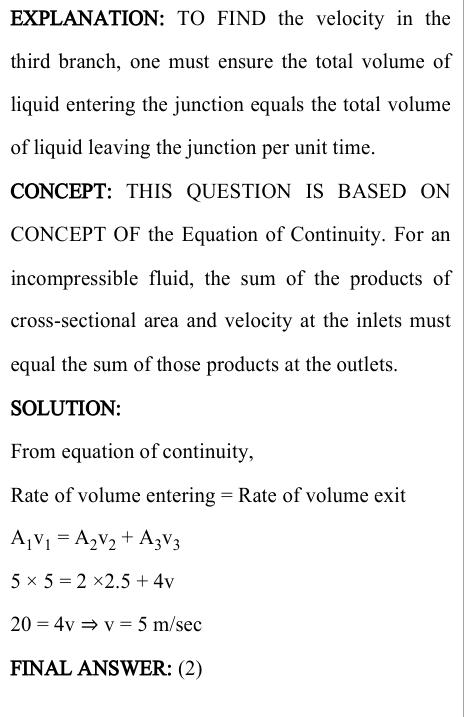 EXPLANATION: TO FIND the velocity in the
third branch, one must ensure the total volume of
liquid entering the junction equals the total volume
of liquid leaving the junction per unit time.
CONCEPT: THIS QUESTION IS BASED ON
CONCEPT OF the Equation of Continuity. For an
incompressible fluid, the sum of the products of
cross-sectional area and velocity at the inlets must
equal the sum of those products at the outlets.
SOLUTION:
From equation of continuity,
Rate of volume entering = Rate of volume exit
A₁v₁ = A₂v₂ + A₃v₃
5 × 5 = 2 ×2.5 + 4v
20 = 4v ⇒ v = 5 m/sec
FINAL ANSWER: (2)